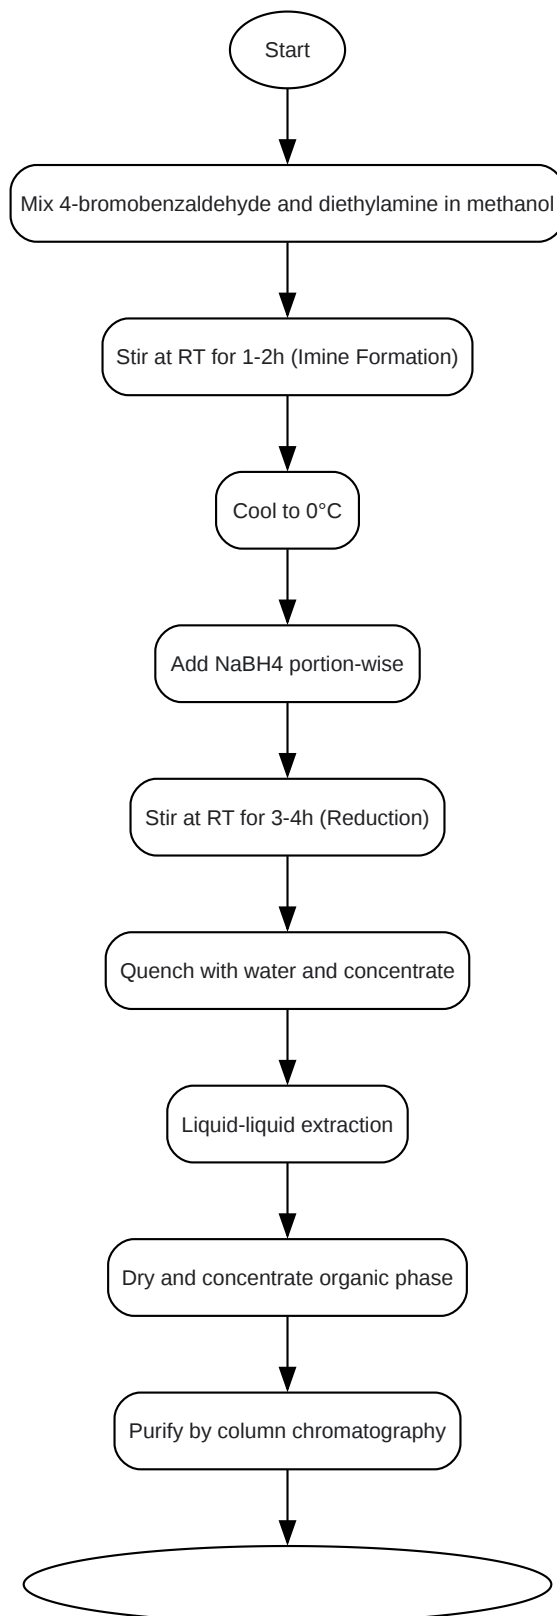 Start
Mix 4-bromobenzaldehyde and diethylamine in methanol
Stir at RT for 1-2h (Imine Formation)
Cool to 0°C
Add NaBH4 portion-wise
Stir at RT for 3-4h (Reduction)
Quench with water and concentrate
Liquid-liquid extraction
Dry and concentrate organic phase
Purify by column chromatography